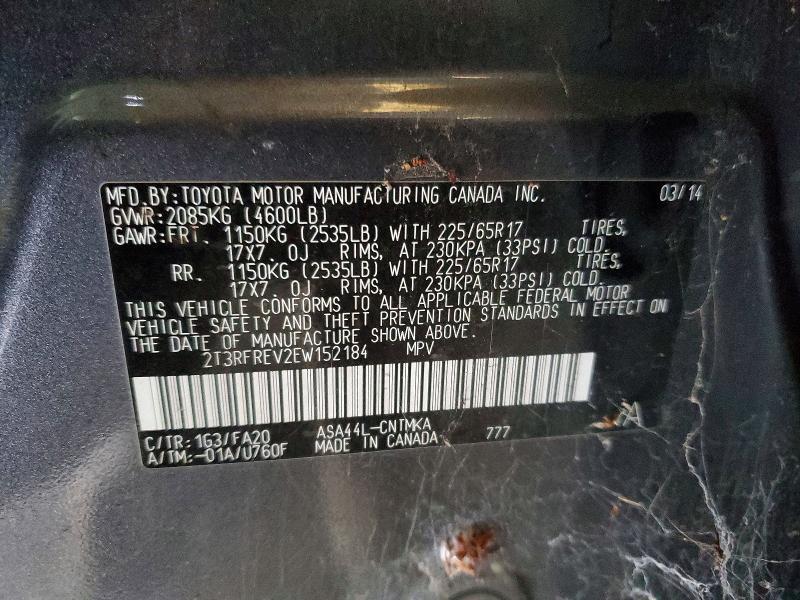 MFD.BY:TOYOTA MOTOR MANUFACTURING CANADA INC. 03/14
GVWR:2085KG (4600LB)
GAWR:FRT. 1150KG (2535LB) WITH 225/65R17 TIRES,
17X7.0J RIMS, AT 230KPA (33PSI) COLD.
RR. 1150KG (2535LB) WITH 225/65R17 TIRES,
17X7.0J RIMS, AT 230KPA (33PSI) COLD.
THIS VEHICLE CONFORMS TO ALL APPLICABLE FEDERAL MOTOR
VEHICLE SAFETY AND THEFT PREVENTION STANDARDS IN EFFECT ON
THE DATE OF MANUFACTURE SHOWN ABOVE.
2T3RFREV2EW152184 MPV
C/TR: 1G3/FA20 ASA44L-CNTMKA 777 A
A/TM:-01A/U760F MADE IN CANADA